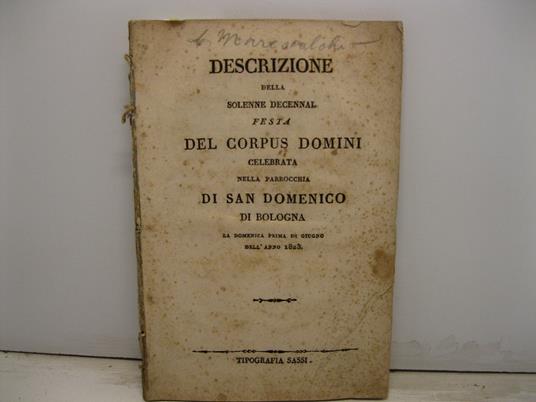 DESCRIZIONE
DELLA
SOLENNE DECENNAL
FESTA
DEL CORPUS DOMINI
CELEBRATA
NELLA PARROCCHIA
DI SAN DOMENICO
DI BOLOGNA
LA DOMENICA PRIMA DI GIUGNO
DELL'ANNO 1823.
TIPOGRAFIA SASSI.